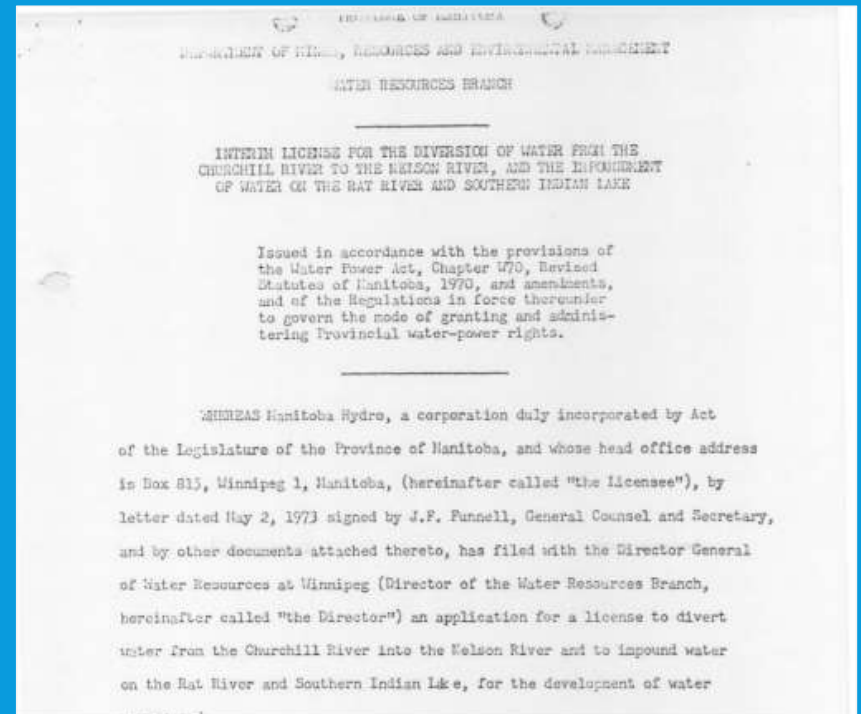 PROVINCE OF MANITOBA
DEPARTMENT OF MINES, RESOURCES AND ENVIRONMENTAL MANAGEMENT
WATER RESOURCES BRANCH
INTERIM LICENSE FOR THE DIVERSION OF WATER FROM THE
CHURCHILL RIVER TO THE NELSON RIVER, AND THE IMPOUNDMENT
OF WATER ON THE RAT RIVER AND SOUTHERN INDIAN LAKE
Issued in accordance with the provisions of
the Water Power Act, Chapter W70, Revised
Statutes of Manitoba, 1970, and amendments,
and of the Regulations in force thereunder
to govern the mode of granting and adminis-
tering Provincial water-power rights.
WHEREAS Manitoba Hydro, a corporation duly incorporated by Act
of the Legislature of the Province of Manitoba, and whose head office address
is Box 815, Winnipeg 1, Manitoba, (hereinafter called "the Licensee"), by
letter dated May 2, 1973 signed by J.F. Funnell, General Counsel and Secretary,
and by other documents attached thereto, has filed with the Director General
of Water Resources at Winnipeg (Director of the Water Resources Branch,
hereinafter called "the Director") an application for a license to divert
water from the Churchill River into the Nelson River and to impound water
on the Rat River and Southern Indian Lake, for the development of water